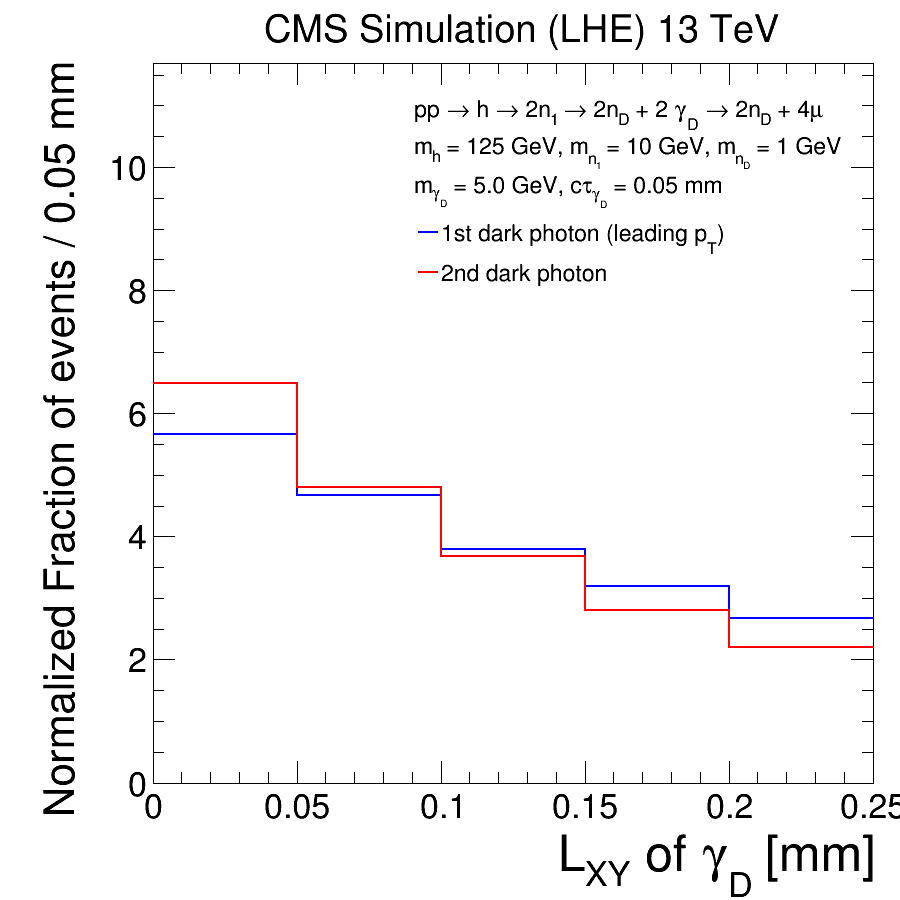 CMS Simulation (LHE) 13 TeV
Normalized Fraction of events / 0.05 mm
10
8
6
4
2
0
pp → h → 2n1 → 2nD + 2 γD → 2nD + 4μ
mh = 125 GeV, mn1 = 10 GeV, mnD = 1 GeV
mγD = 5.0 GeV, cτγD = 0.05 mm
1st dark photon (leading pT)
2nd dark photon
0 0.05 0.1 0.15 0.2 0.25
LXY of γD [mm]